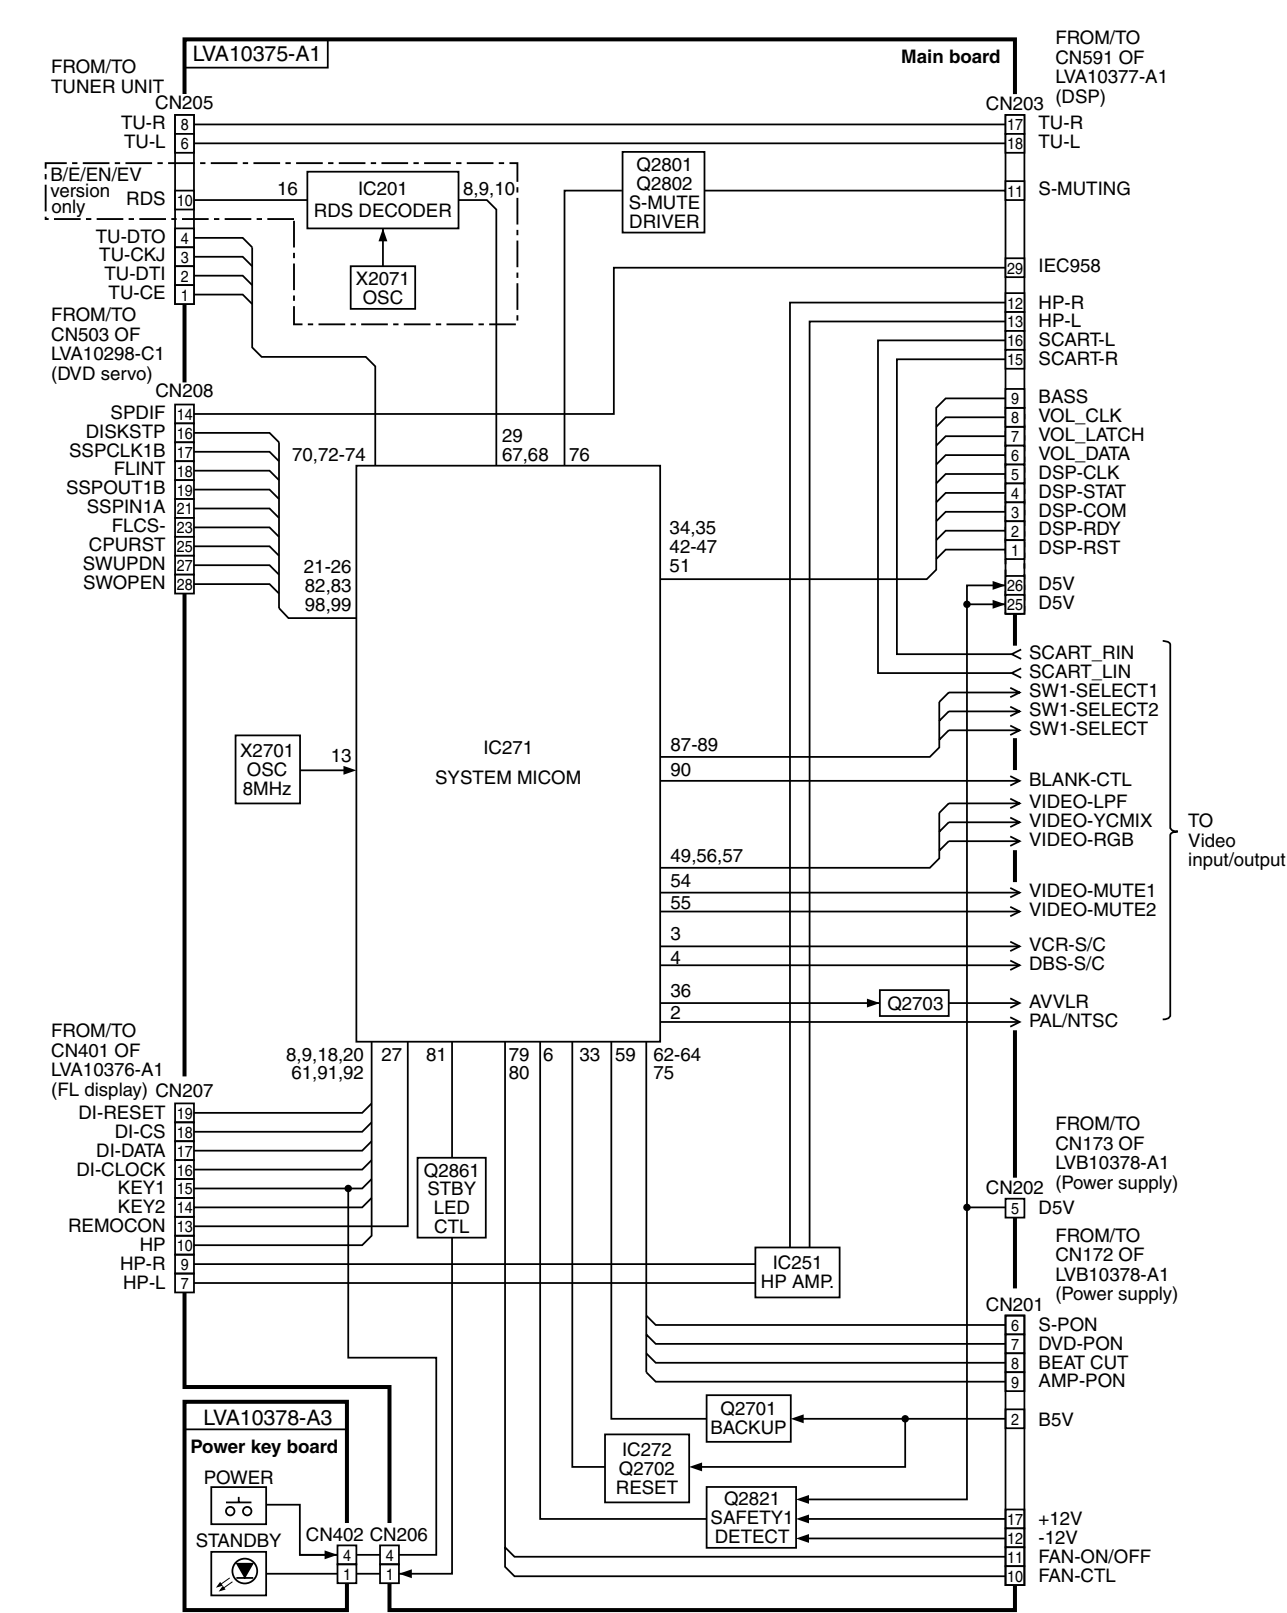 LVA10375-A1
Main board
FROM/TO
TUNER UNIT
CN205
TU-R 8
TU-L 6
B/E/EN/EV
version
only
RDS 10
16
IC201
RDS DECODER
8,9,10
X2071
OSC
TU-DTO 4
TU-CKJ 3
TU-DTI 2
TU-CE 1
FROM/TO
CN503 OF
LVA10298-C1
(DVD servo)
CN208
SPDIF 14
DISKSTP 16
SSPCLK1B 17
FLINT 18
SSPOUT1B 19
SSPIN1A 21
FLCS- 23
CPURST 25
SWUPDN 27
SWOPEN 28
70,72-74
29
67,68
76
21-26
82,83
98,99
X2701
OSC
8MHz
13
IC271
SYSTEM MICOM
Q2801
Q2802
S-MUTE
DRIVER
FROM/TO
CN591 OF
LVA10377-A1
(DSP)
CN203
17 TU-R
18 TU-L
11 S-MUTING
29 IEC958
12 HP-R
13 HP-L
16 SCART-L
15 SCART-R
9 BASS
8 VOL_CLK
7 VOL_LATCH
6 VOL_DATA
5 DSP-CLK
4 DSP-STAT
3 DSP-COM
2 DSP-RDY
1 DSP-RST
26 D5V
25 D5V
34,35
42-47
51
SCART_RIN
SCART_LIN
SW1-SELECT1
SW1-SELECT2
SW1-SELECT
87-89
90
BLANK-CTL
VIDEO-LPF
VIDEO-YCMIX
VIDEO-RGB
49,56,57
54
VIDEO-MUTE1
55
VIDEO-MUTE2
3
VCR-S/C
4
DBS-S/C
36
Q2703
AVVLR
2
PAL/NTSC
TO
Video
input/output
FROM/TO
CN401 OF
LVA10376-A1
(FL display)
CN207
DI-RESET 19
DI-CS 18
DI-DATA 17
DI-CLOCK 16
KEY1 15
KEY2 14
REMOCON 13
HP 10
HP-R 9
HP-L 7
8,9,18,20
61,91,92
27
81
79
80
6
33
59
62-64
75
Q2861
STBY
LED
CTL
IC251
HP AMP.
FROM/TO
CN173 OF
LVB10378-A1
(Power supply)
CN202
5 D5V
FROM/TO
CN172 OF
LVB10378-A1
(Power supply)
CN201
6 S-PON
7 DVD-PON
8 BEAT CUT
9 AMP-PON
2 B5V
17 +12V
12 -12V
11 FAN-ON/OFF
10 FAN-CTL
Q2701
BACKUP
IC272
Q2702
RESET
Q2821
SAFETY1
DETECT
LVA10378-A3
Power key board
POWER
STANDBY
CN402
4
1
CN206
4
1